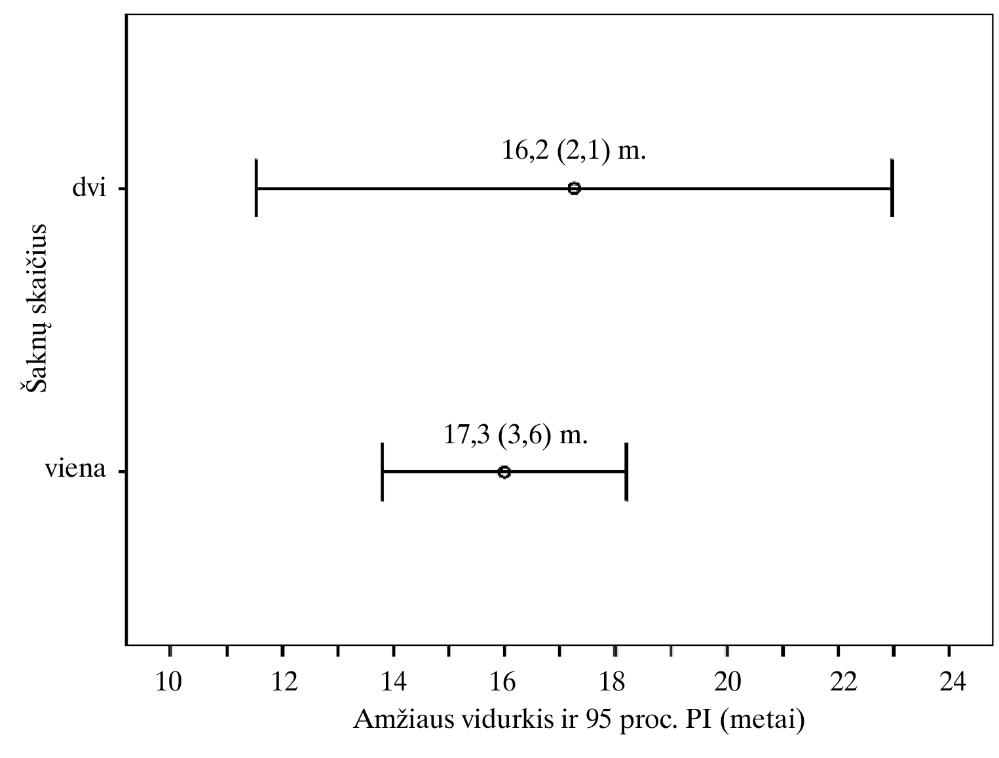 16,2 (2,1) m.
dvi
Šaknų skaičius
17,3 (3,6) m.
viena
10 12 14 16 18 20 22 24
Amžiaus vidurkis ir 95 proc. PI (metai)